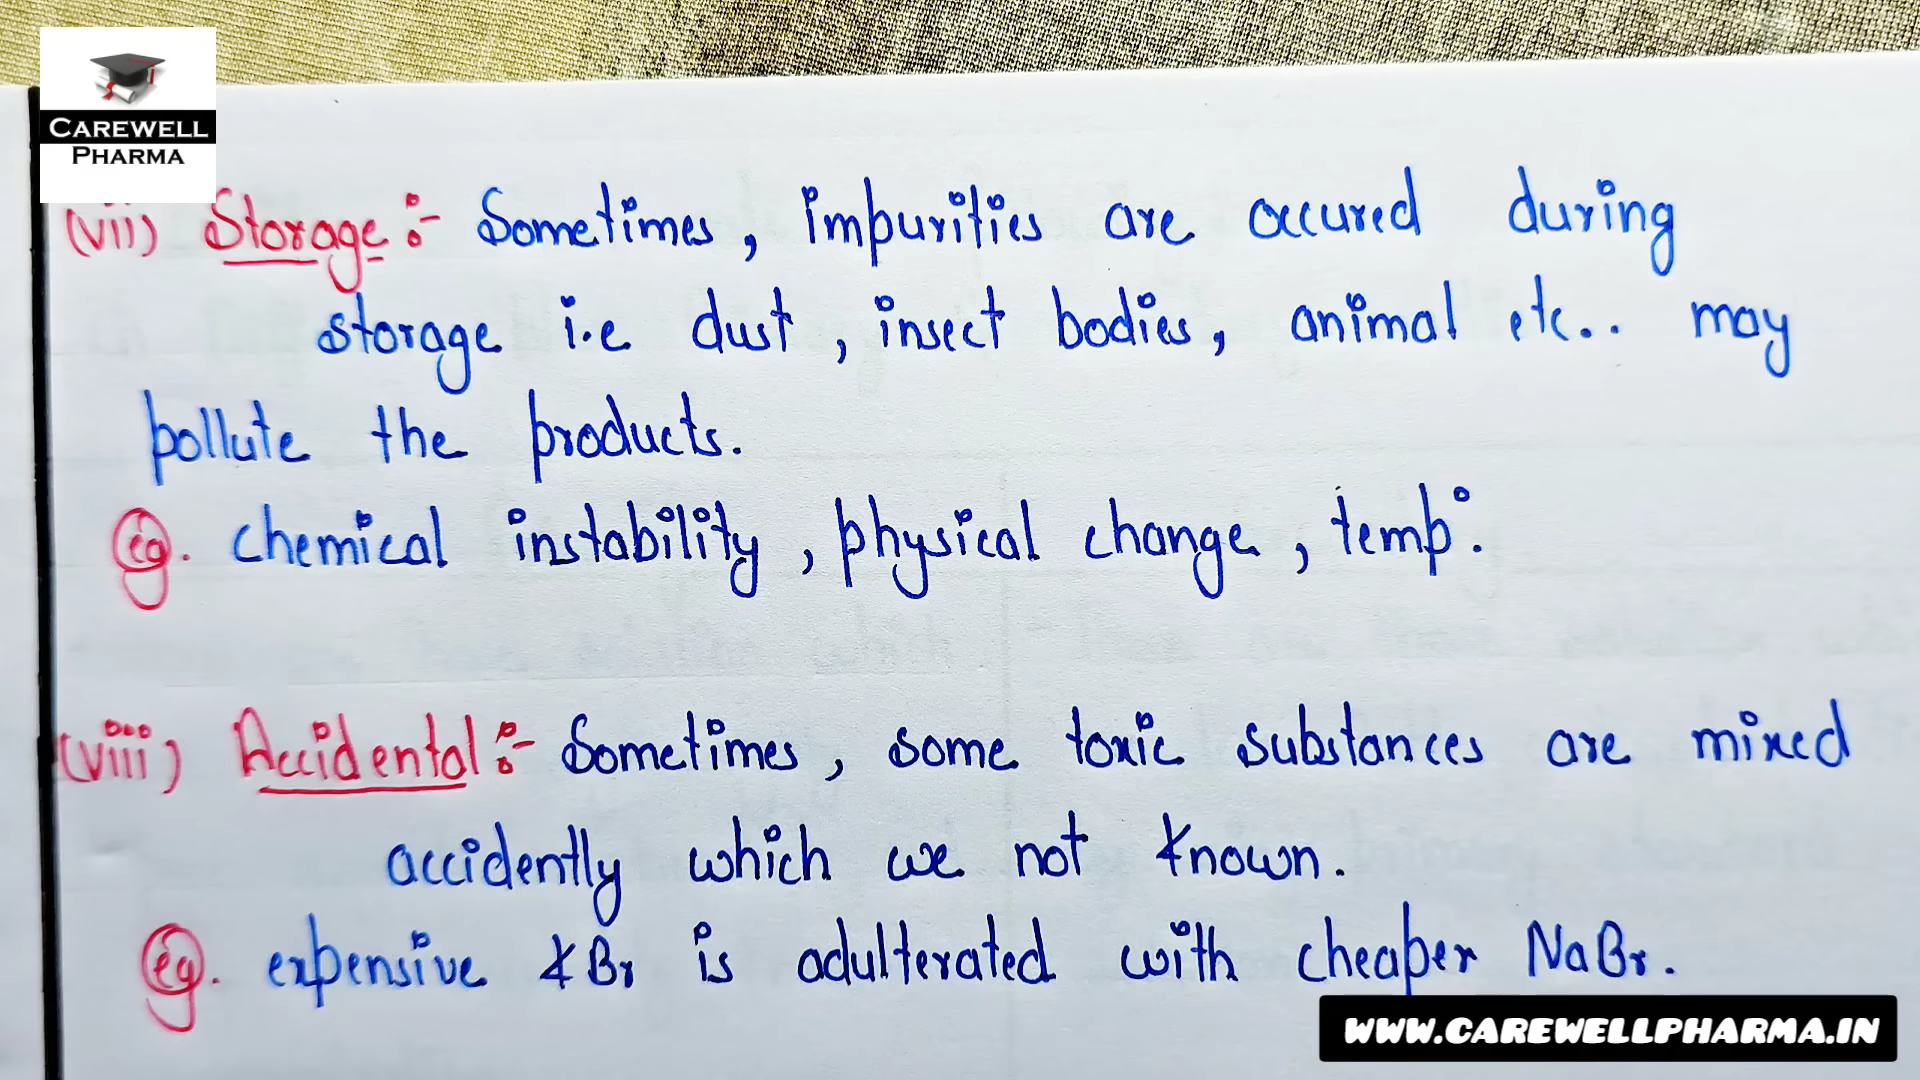 CAREWELL
PHARMA
(vii) Storage :- Sometimes, impurities are occured during
storage i.e dust, insect bodies, animal etc.. may
pollute the products.
eg. chemical instability, physical change, temp.
(viii) Accidental :- Sometimes, some toxic substances are mixed
accidently which we not known.
eg. expensive KBr is adulterated with cheaper NaBr.
WWW.CAREWELLPHARMA.IN